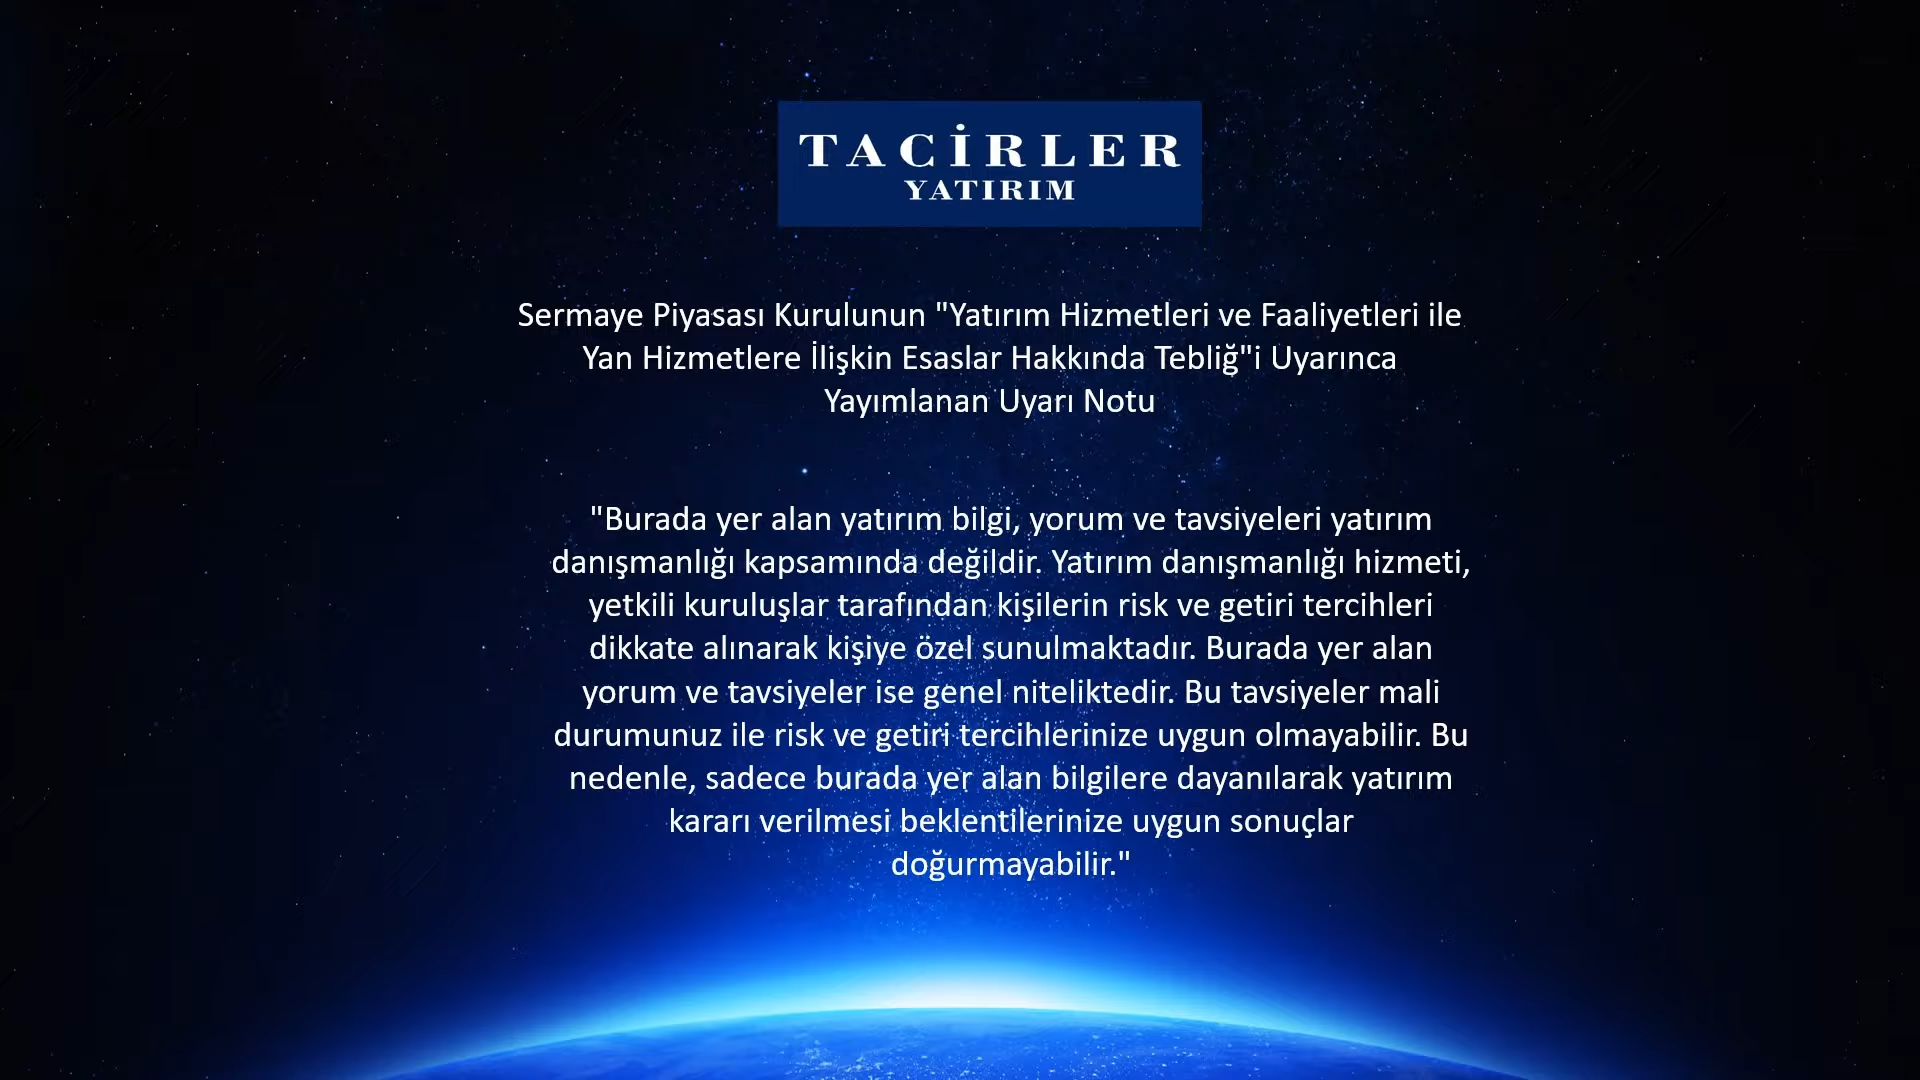 TACİRLER
YATIRIM
Sermaye Piyasası Kurulunun "Yatırım Hizmetleri ve Faaliyetleri ile
Yan Hizmetlere İlişkin Esaslar Hakkında Tebliğ"i Uyarınca
Yayımlanan Uyarı Notu
"Burada yer alan yatırım bilgi, yorum ve tavsiyeleri yatırım
danışmanlığı kapsamında değildir. Yatırım danışmanlığı hizmeti,
yetkili kuruluşlar tarafından kişilerin risk ve getiri tercihleri
dikkate alınarak kişiye özel sunulmaktadır. Burada yer alan
yorum ve tavsiyeler ise genel niteliktedir. Bu tavsiyeler mali
durumunuz ile risk ve getiri tercihlerinize uygun olmayabilir. Bu
nedenle, sadece burada yer alan bilgilere dayanılarak yatırım
kararı verilmesi beklentilerinize uygun sonuçlar
doğurmayabilir."